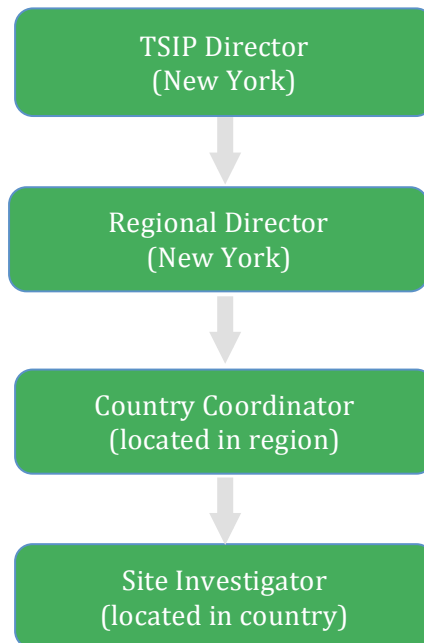 TSIP Director
(New York)
Regional Director
(New York)
Country Coordinator
(located in region)
Site Investigator
(located in country)